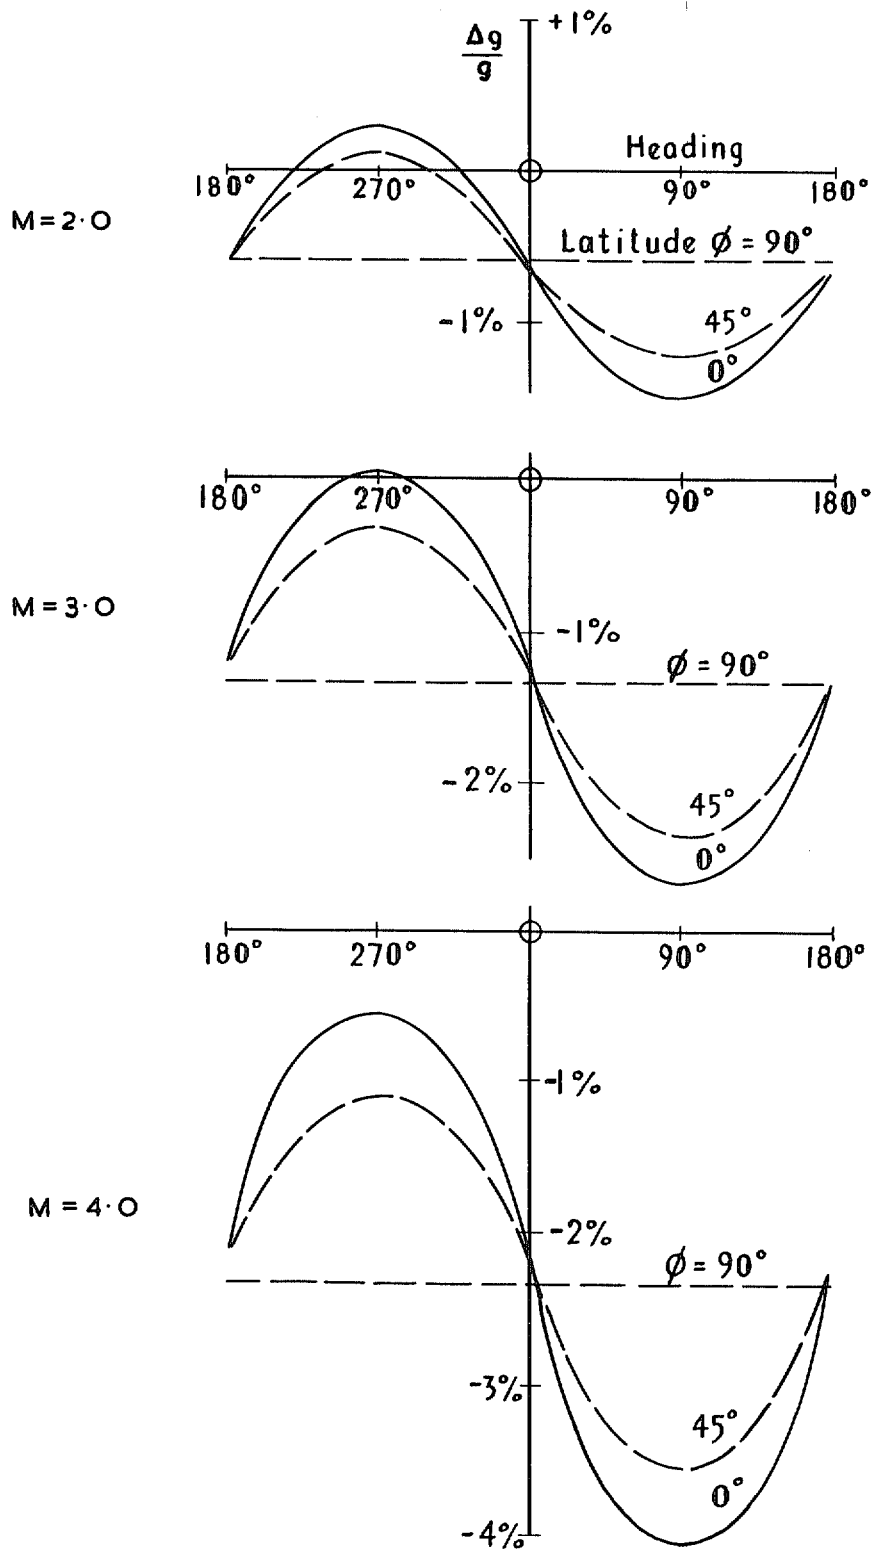 +1%
Δg
g
Heading
180° 270° 90° 180°
M = 2·0
Latitude ϕ = 90°
-1%
45°
0°
180° 270° 90° 180°
M = 3·0
-1%
ϕ = 90°
-2%
45°
0°
180° 270° 90° 180°
-1%
M = 4·0
-2%
ϕ = 90°
-3%
45°
0°
-4%